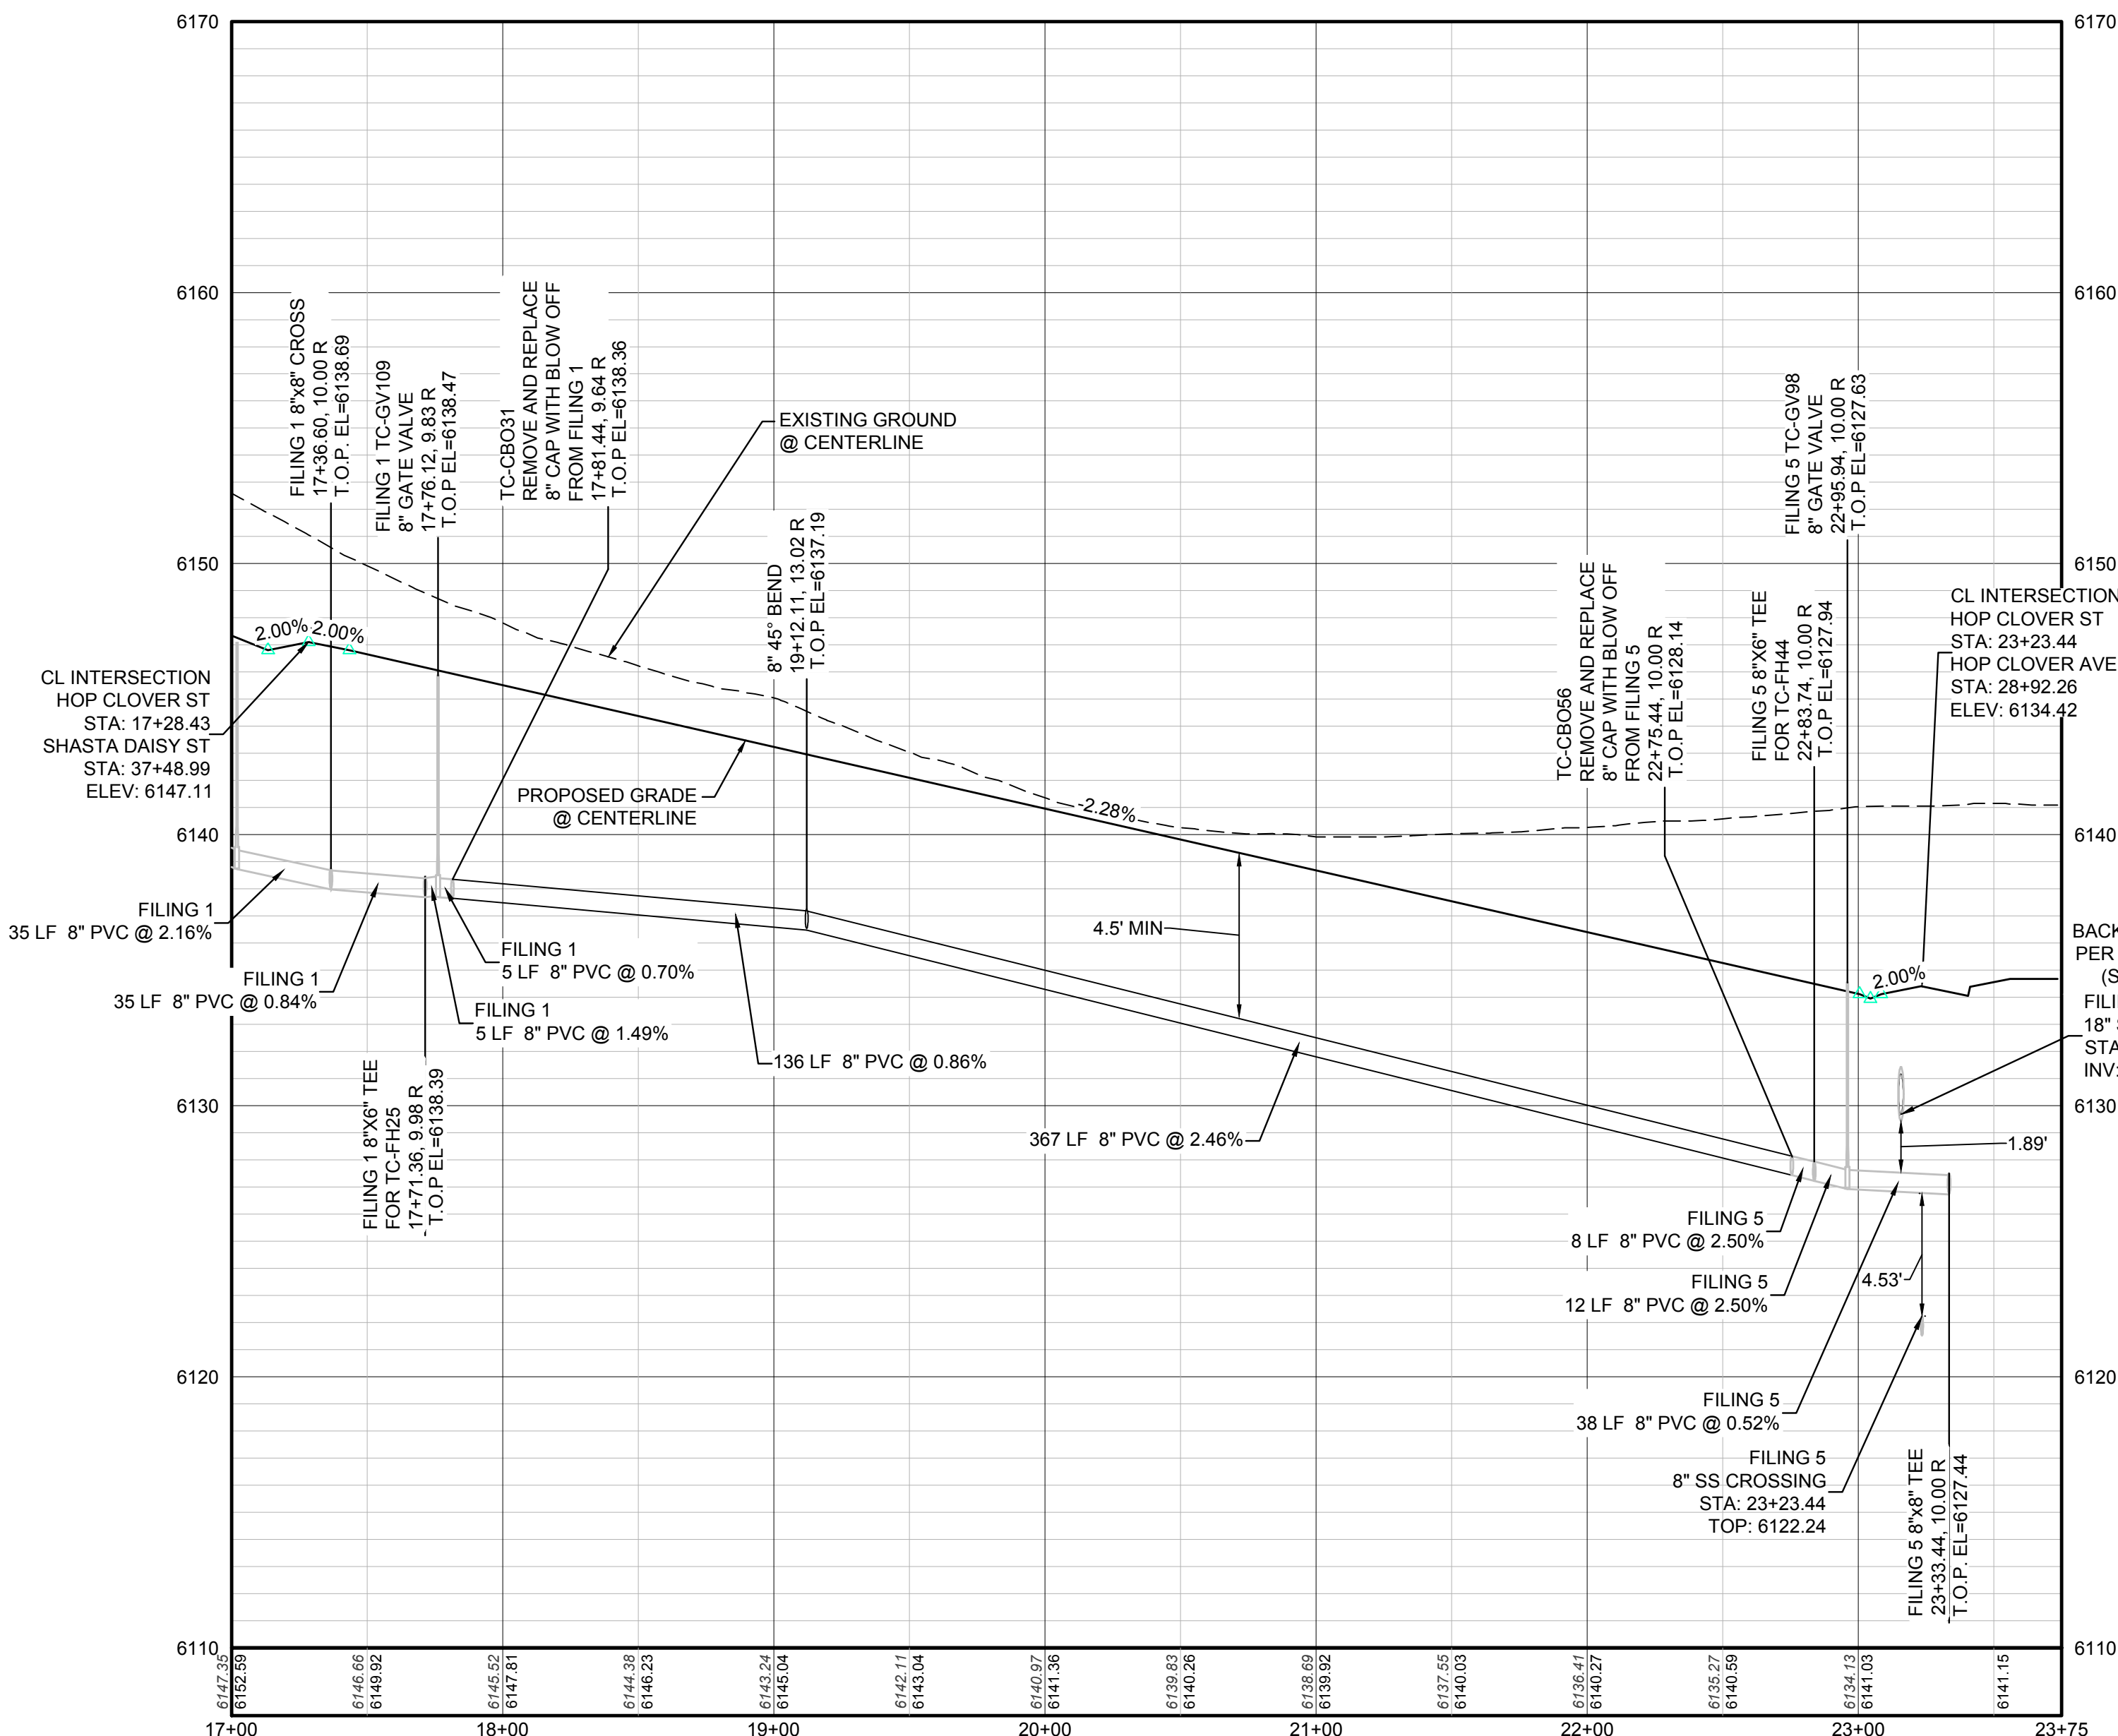 6170
6170
6160
6160
6150
6150
6140
6140
6130
6130
6120
6120
6110
6110
FILING 1 8"x8" CROSS
17+36.60, 10.00 R
T.O.P. EL=6138.69
FILING 1 TC-GV109
8" GATE VALVE
17+76.12, 9.83 R
T.O.P EL=6138.47
TC-CBO31
REMOVE AND REPLACE
8" CAP WITH BLOW OFF
FROM FILING 1
17+81.44, 9.64 R
T.O.P EL=6138.36
EXISTING GROUND
@ CENTERLINE
8" 45° BEND
19+12.11, 13.02 R
T.O.P EL=6137.19
TC-CBO56
REMOVE AND REPLACE
8" CAP WITH BLOW OFF
FROM FILING 5
22+75.44, 10.00 R
T.O.P EL=6128.14
FILING 5 8"X6" TEE
FOR TC-FH44
22+83.74, 10.00 R
T.O.P EL=6127.94
FILING 5 TC-GV98
8" GATE VALVE
22+95.94, 10.00 R
T.O.P EL=6127.63
CL INTERSECTION
HOP CLOVER ST
STA: 23+23.44
HOP CLOVER AVE
STA: 28+92.26
ELEV: 6134.42
2.00%
-2.00%
CL INTERSECTION
HOP CLOVER ST
STA: 17+28.43
SHASTA DAISY ST
STA: 37+48.99
ELEV: 6147.11
PROPOSED GRADE
@ CENTERLINE
-2.28%
4.5' MIN
2.00%
BACK
PER
(S
FILI
18"
STA
INV:
FILING 1
35 LF 8" PVC @ 2.16%
FILING 1
35 LF 8" PVC @ 0.84%
FILING 1
5 LF 8" PVC @ 0.70%
FILING 1
5 LF 8" PVC @ 1.49%
136 LF 8" PVC @ 0.86%
FILING 1 8"X6" TEE
FOR TC-FH25
17+71.36, 9.98 R
T.O.P EL=6138.39
367 LF 8" PVC @ 2.46%
1.89'
FILING 5
8 LF 8" PVC @ 2.50%
FILING 5
12 LF 8" PVC @ 2.50%
4.53'
FILING 5
38 LF 8" PVC @ 0.52%
FILING 5
8" SS CROSSING
STA: 23+23.44
TOP: 6122.24
FILING 5 8"x8" TEE
23+33.44, 10.00 R
T.O.P. EL=6127.44
6147.35
6152.59
6146.66
6149.92
6145.52
6147.81
6144.38
6146.23
6143.24
6145.04
6142.11
6143.04
6140.97
6141.36
6139.83
6140.26
6138.69
6139.92
6137.55
6140.03
6136.41
6140.27
6135.27
6140.59
6134.13
6141.03
6141.15
17+00
18+00
19+00
20+00
21+00
22+00
23+00
23+75